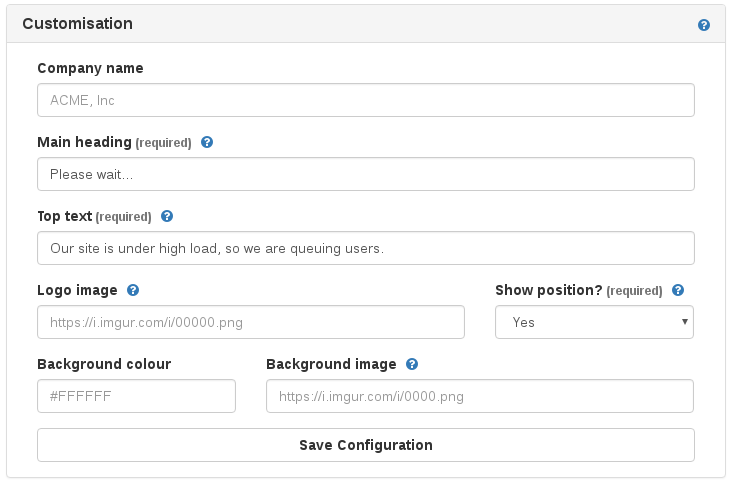 Customisation
Company name
ACME, Inc
Main heading (required)
Please wait...
Top text (required)
Our site is under high load, so we are queuing users.
Logo image Show position? (required)
https://i.imgur.com/i/00000.png Yes
Background colour Background image
#FFFFFF https://i.imgur.com/i/0000.png
Save Configuration